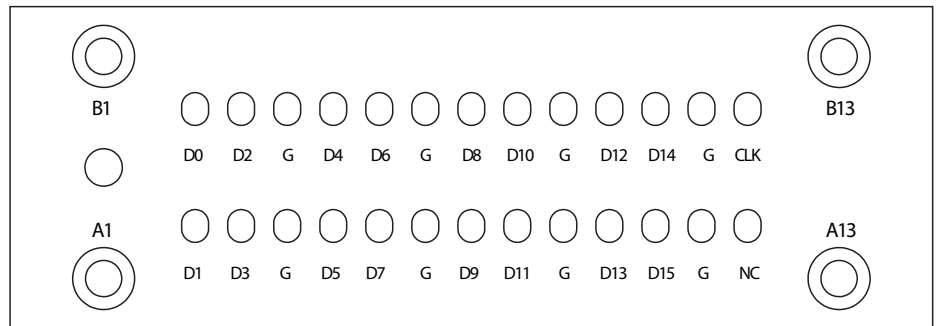 B1 B13
D0 D2 G D4 D6 G D8 D10 G D12 D14 G CLK
A1 A13
D1 D3 G D5 D7 G D9 D11 G D13 D15 G NC